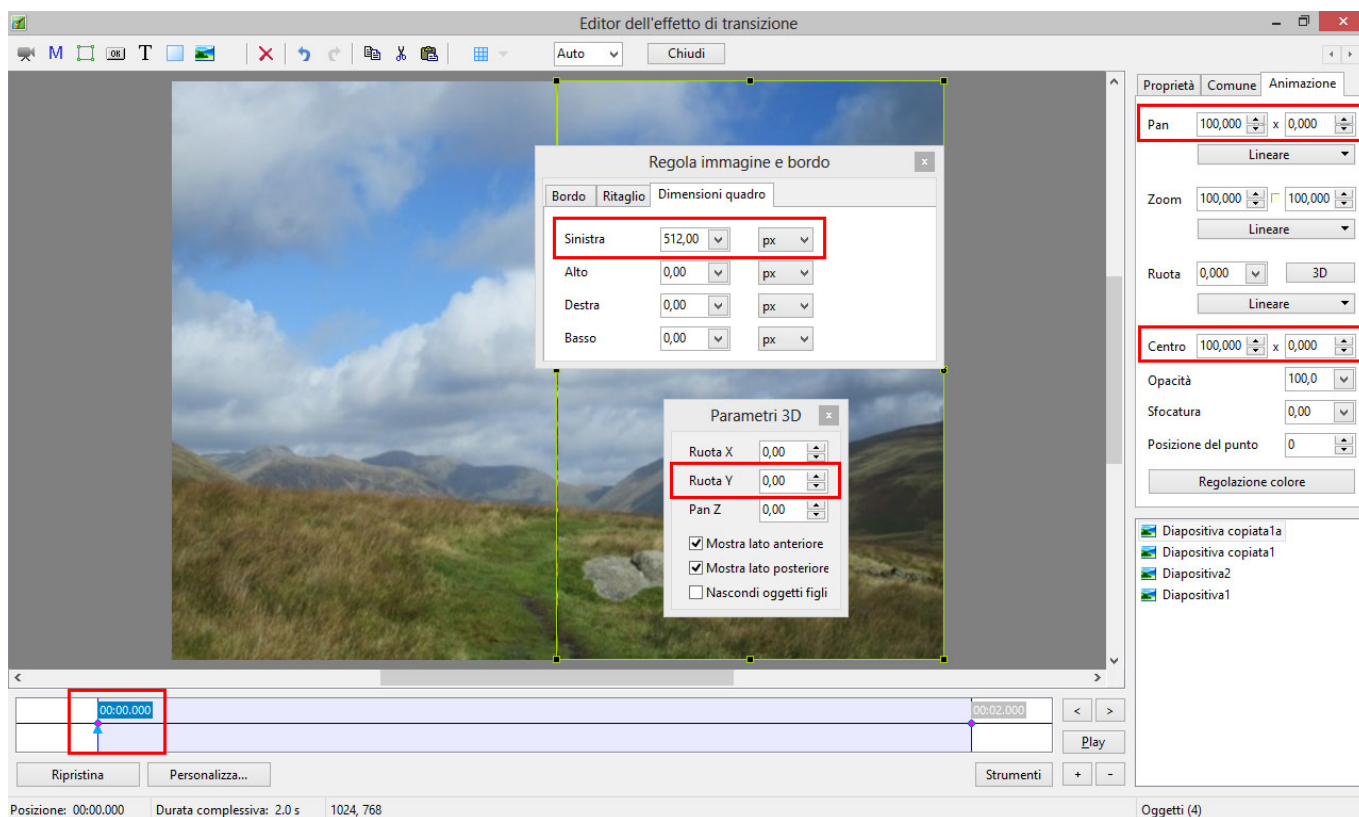 Editor dell'effetto di transizione
M OK T Auto Chiudi
Proprietà Comune Animazione
Pan 100,000 x 0,000
Lineare
Zoom 100,000 100,000
Lineare
Ruota 0,000 3D
Lineare
Centro 100,000 x 0,000
Opacità 100,0
Sfocatura 0,00
Posizione del punto 0
Regolazione colore
Diapositiva copiata1a
Diapositiva copiata1
Diapositiva2
Diapositiva1
Regola immagine e bordo
Bordo Ritaglio Dimensioni quadro
Sinistra 512,00 px
Alto 0,00 px
Destra 0,00 px
Basso 0,00 px
Parametri 3D
Ruota X 0,00
Ruota Y 0,00
Pan Z 0,00
Mostra lato anteriore
Mostra lato posteriore
Nascondi oggetti figli
00:00.000 00:02.000
< >
Play
Ripristina Personalizza... Strumenti + -
Posizione: 00:00.000 Durata complessiva: 2.0 s 1024, 768 Oggetti (4)